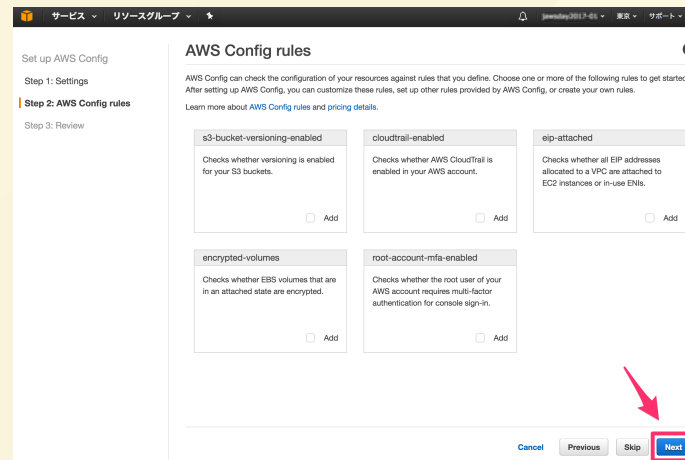 サービス リソースグループ 東京 サポート
Set up AWS Config
Step 1: Settings
Step 2: AWS Config rules
Step 3: Review
AWS Config rules
AWS Config can check the configuration of your resources against rules that you define. Choose one or more of the following rules to get started
After setting up AWS Config, you can customize these rules, set up other rules provided by AWS Config, or create your own rules.
Learn more about AWS Config rules and pricing details.
s3-bucket-versioning-enabled
Checks whether versioning is enabled
for your S3 buckets.
Add
cloudtrail-enabled
Checks whether AWS CloudTrail is
enabled in your AWS account.
Add
eip-attached
Checks whether all EIP addresses
allocated to a VPC are attached to
EC2 instances or in-use ENIs.
Add
encrypted-volumes
Checks whether EBS volumes that are
in an attached state are encrypted.
Add
root-account-mfa-enabled
Checks whether the root user of your
AWS account requires multi-factor
authentication for console sign-in.
Add
Cancel Previous Skip Next